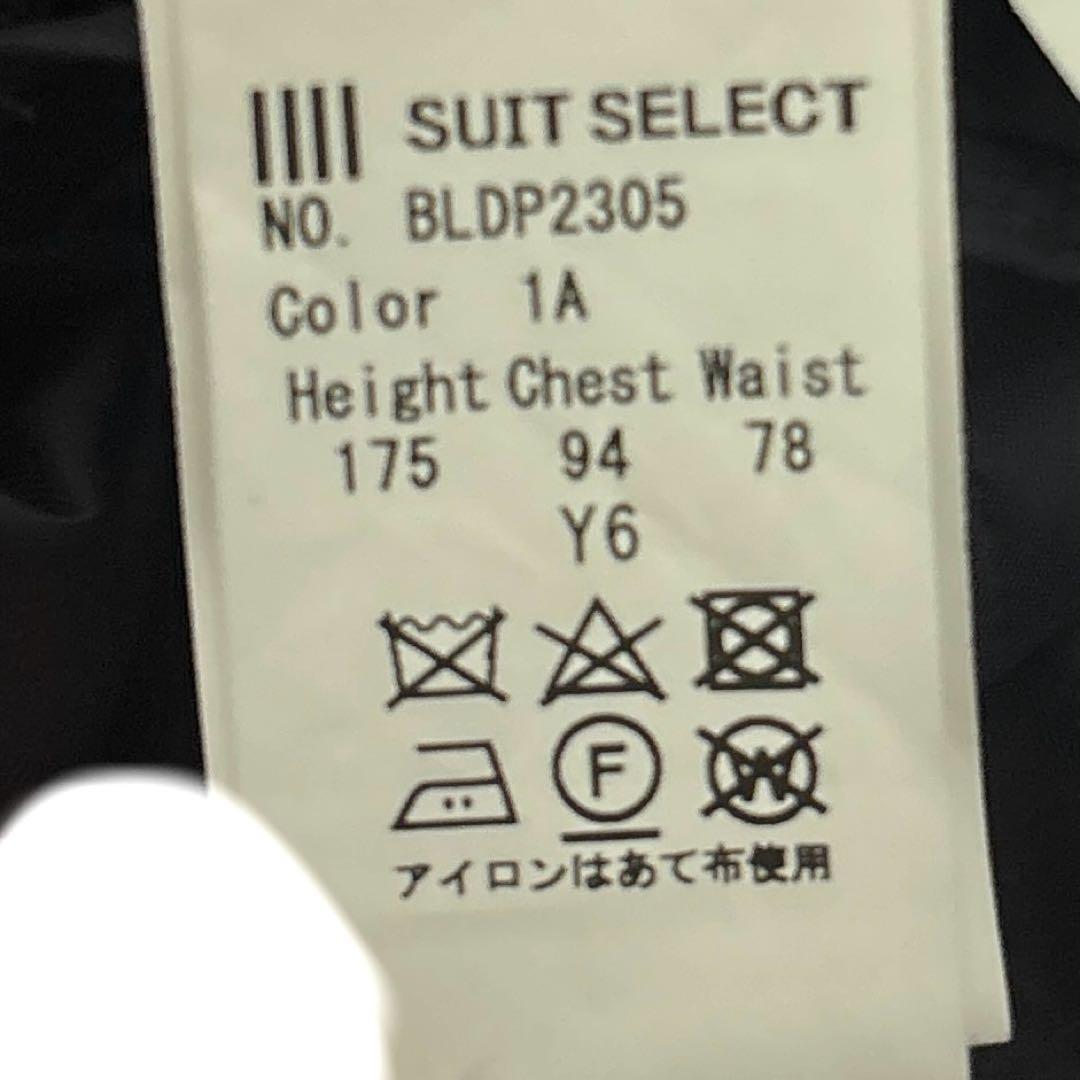 SUIT SELECT
NO. BLDP2305
Color 1A
Height Chest Waist
175 94 78
Y6
F W
アイロンはあて布使用